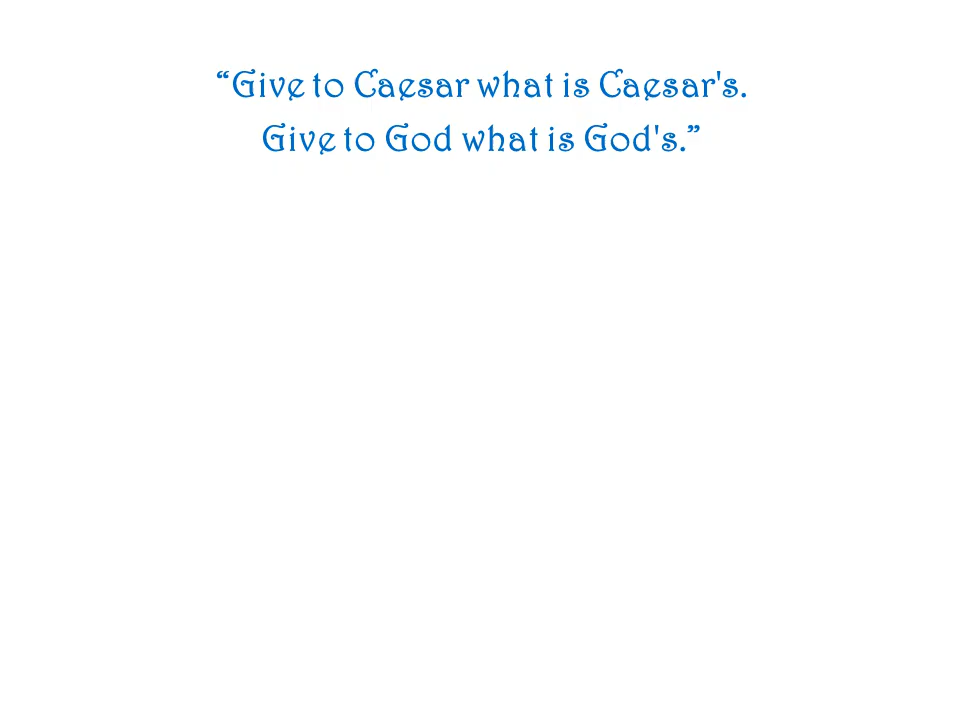 “Give to Caesar what is Caesar's.
Give to God what is God's.”